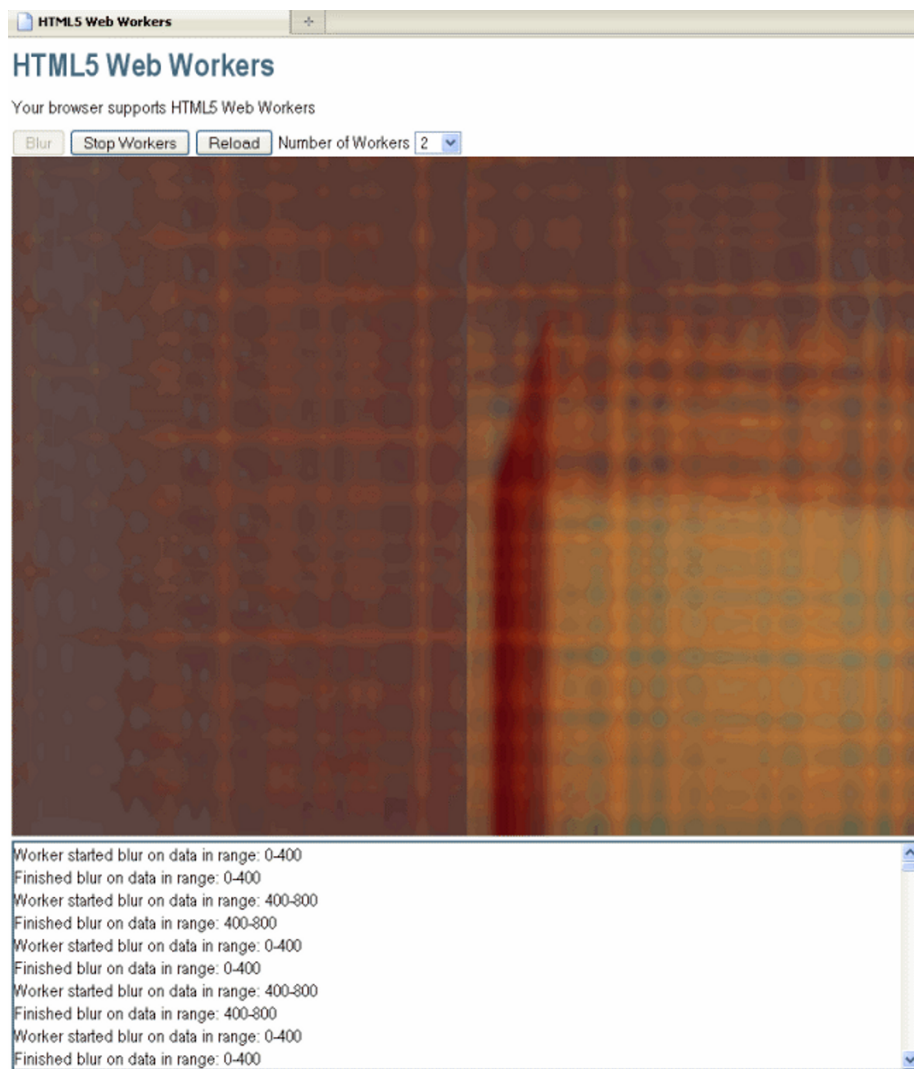 HTML5 Web Workers
HTML5 Web Workers
Your browser supports HTML5 Web Workers
Blur Stop Workers Reload Number of Workers 2
Worker started blur on data in range: 0-400
Finished blur on data in range: 0-400
Worker started blur on data in range: 400-800
Finished blur on data in range: 400-800
Worker started blur on data in range: 0-400
Finished blur on data in range: 0-400
Worker started blur on data in range: 400-800
Finished blur on data in range: 400-800
Worker started blur on data in range: 0-400
Finished blur on data in range: 0-400